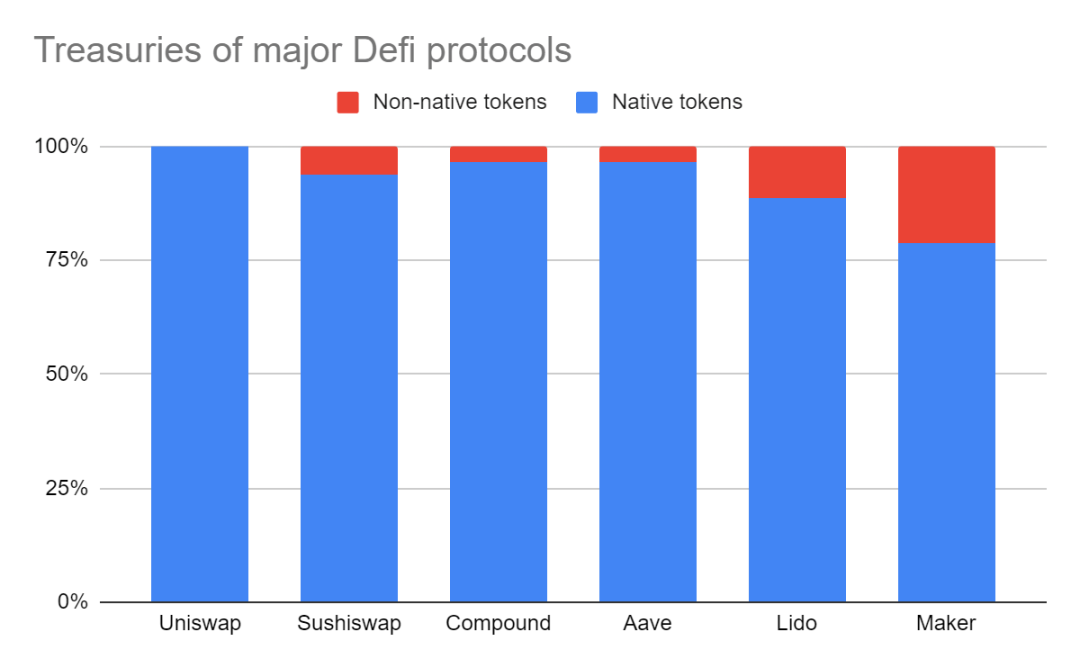 Treasuries of major Defi protocols
Non-native tokens Native tokens
100%
75%
50%
25%
0%
Uniswap Sushiswap Compound Aave Lido Maker